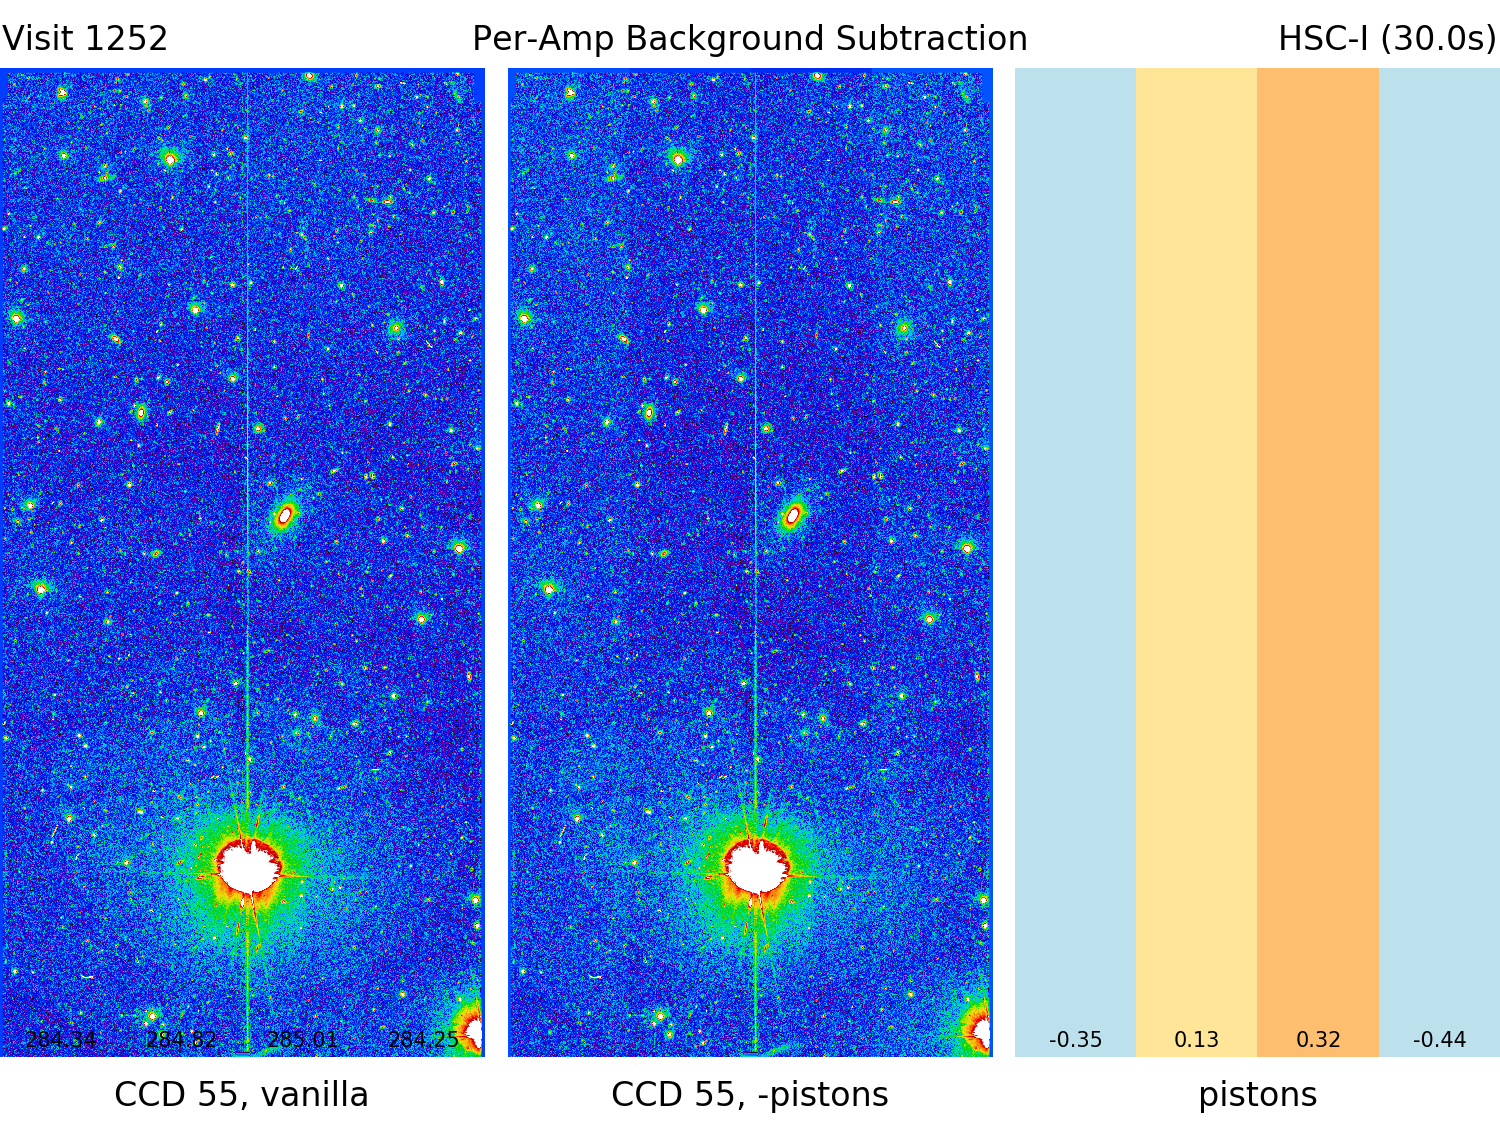 Visit 1252 Per-Amp Background Subtraction HSC-I (30.0s)
284.34 284.82 285.01 284.25 -0.35 0.13 0.32 -0.44
CCD 55, vanilla CCD 55, -pistons pistons